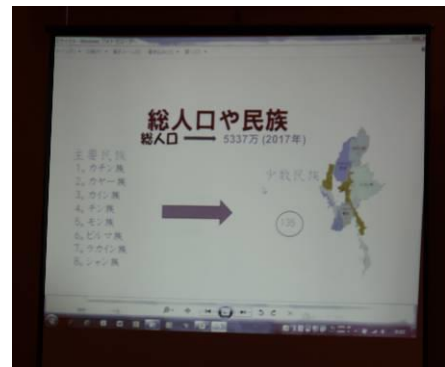 総人口や民族
総人口 → 5337万 (2017年)
主要民族
1。カチン族
2。カヤー族
3。カイン族
4。チン族
5。モン族
6。ビルマ族
7。ラカイン族
8。シャン族
少数民族
135